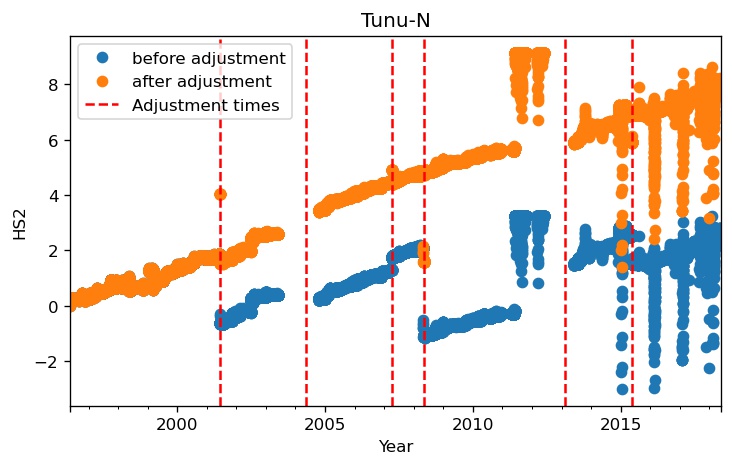 Tunu-N
before adjustment
after adjustment
Adjustment times
HS2
8
6
4
2
0
−2
2000
2005
2010
2015
Year